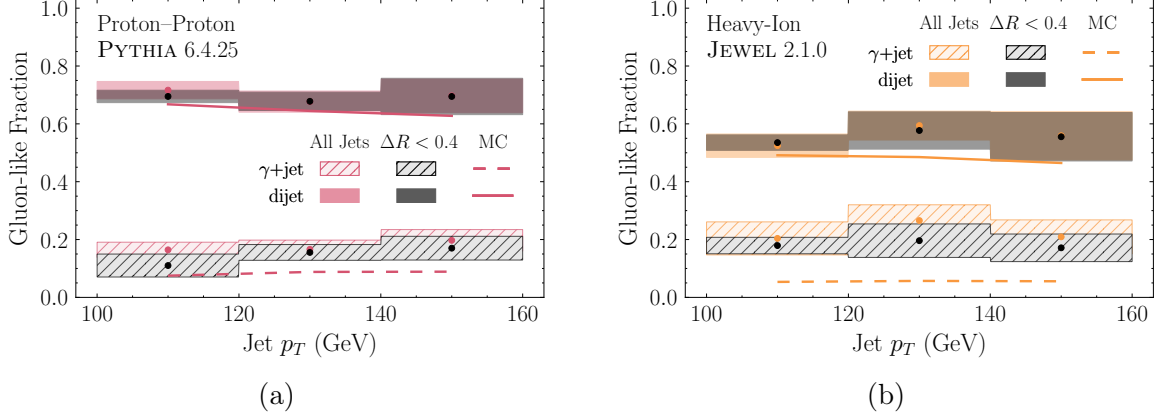 Proton–Proton
PYTHIA 6.4.25
All Jets ΔR < 0.4 MC
γ+jet
dijet
Gluon-like Fraction
1.0
0.8
0.6
0.4
0.2
0.0
100 120 140 160
Jet p_T (GeV)
(a)
Heavy-Ion
JEWEL 2.1.0
All Jets ΔR < 0.4 MC
γ+jet
dijet
Gluon-like Fraction
1.0
0.8
0.6
0.4
0.2
0.0
100 120 140 160
Jet p_T (GeV)
(b)